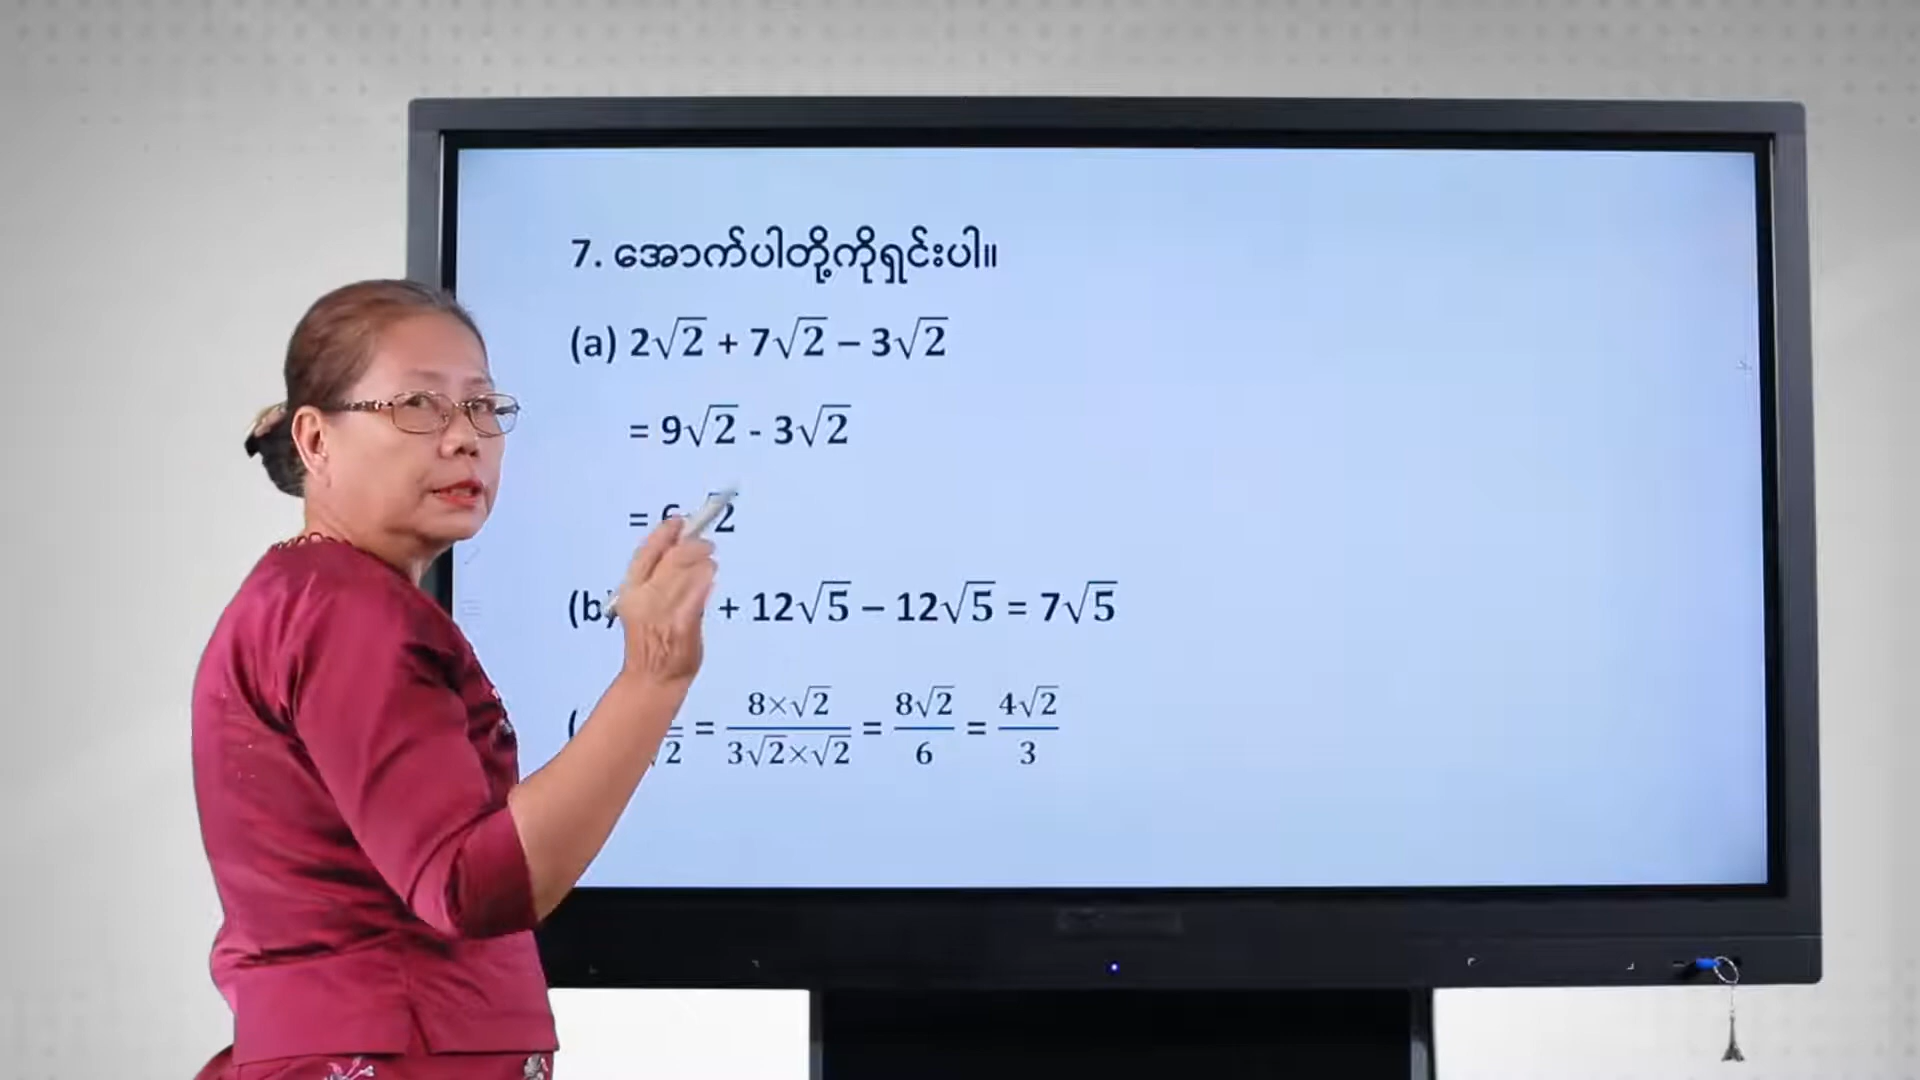 7. အောက်ပါတို့ကိုရှင်းပါ။
(a) 2√2 + 7√2 – 3√2
= 9√2 - 3√2
= 6√2
(b) + 12√5 – 12√5 = 7√5
( √2 = 8×√2/3√2×√2 = 8√2/6 = 4√2/3